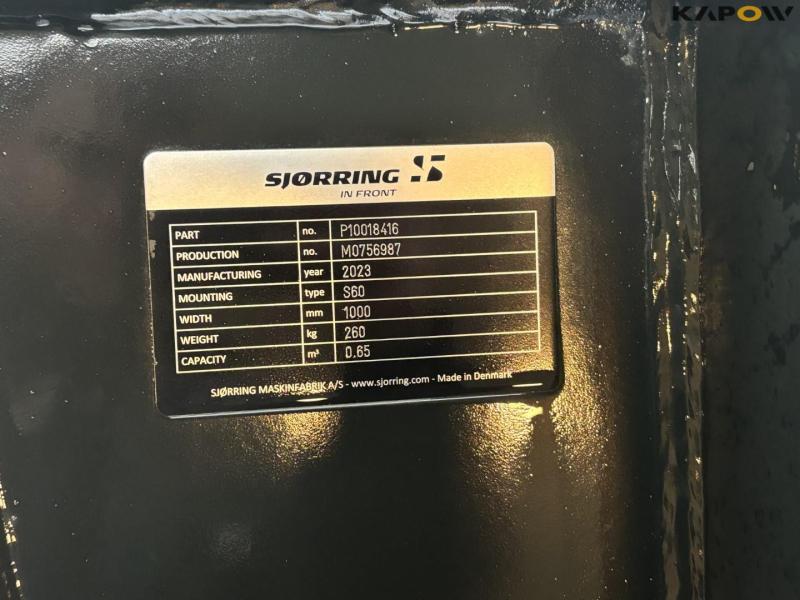 KAPOW
SJØRRING
IN FRONT
PART no. P10018416
PRODUCTION no. M0756987
MANUFACTURING year 2023
MOUNTING type S60
WIDTH mm 1000
WEIGHT kg 260
CAPACITY m³ 0.65
SJØRRING MASKINFABRIK A/S - www.sjorring.com - Made in Denmark